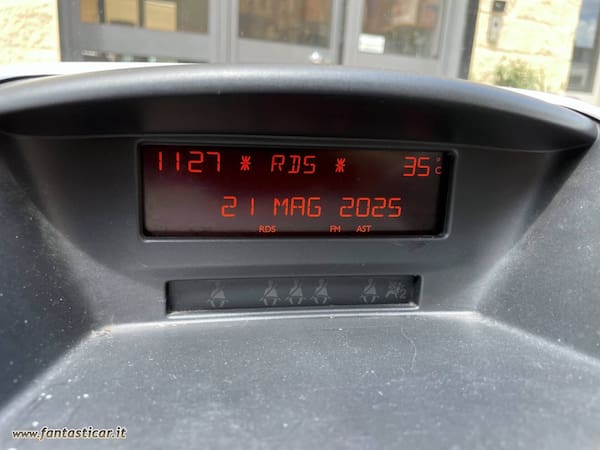 1127 * RDS * 35 °C
21 MAG 2025
RDS FM AST
www.fantasticar.it